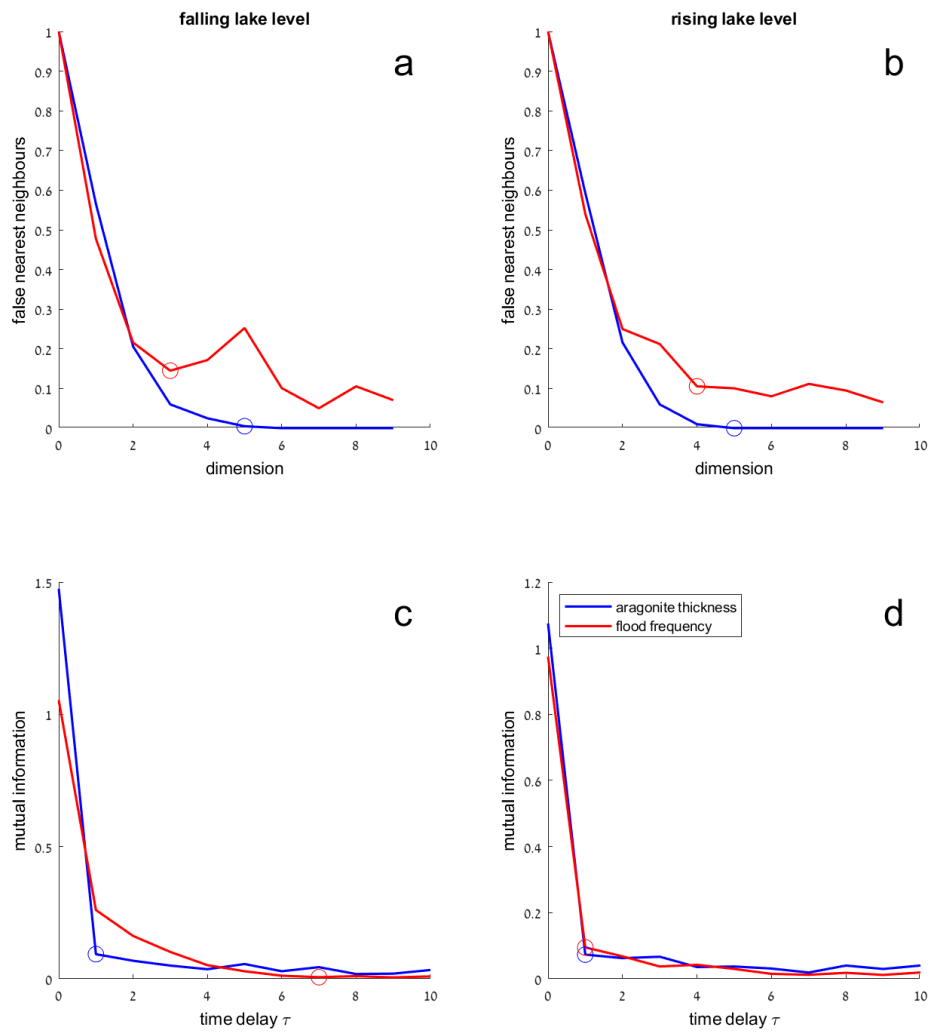 falling lake level
a
1
0.9
0.8
0.7
0.6
0.5
0.4
0.3
0.2
0.1
0
false nearest neighbours
0 2 4 6 8 10
dimension
rising lake level
b
1
0.9
0.8
0.7
0.6
0.5
0.4
0.3
0.2
0.1
0
false nearest neighbours
0 2 4 6 8 10
dimension
c
1.5
1
0.5
0
mutual information
0 2 4 6 8 10
time delay τ
d
aragonite thickness
flood frequency
1.2
1
0.8
0.6
0.4
0.2
0
mutual information
0 2 4 6 8 10
time delay τ